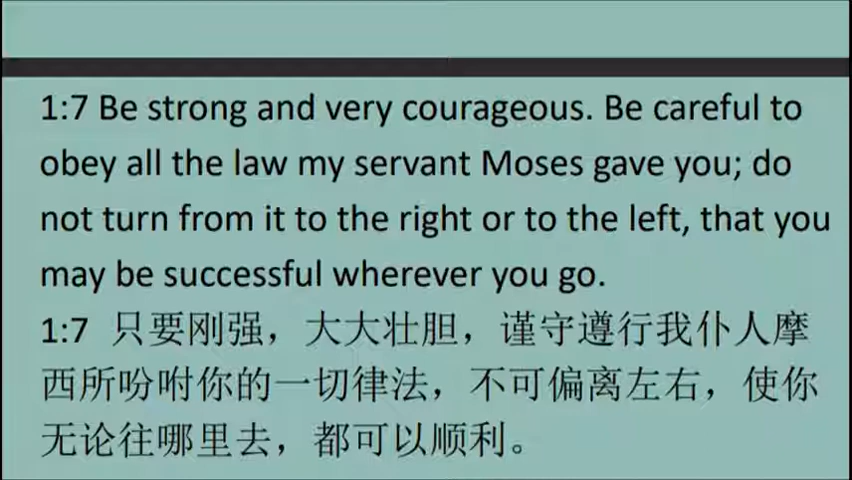 1:7 Be strong and very courageous. Be careful to
obey all the law my servant Moses gave you; do
not turn from it to the right or to the left, that you
may be successful wherever you go.
1:7 只要刚强，大大壮胆，谨守遵行我仆人摩
西所吩咐你的一切律法，不可偏离左右，使你
无论往哪里去，都可以顺利。